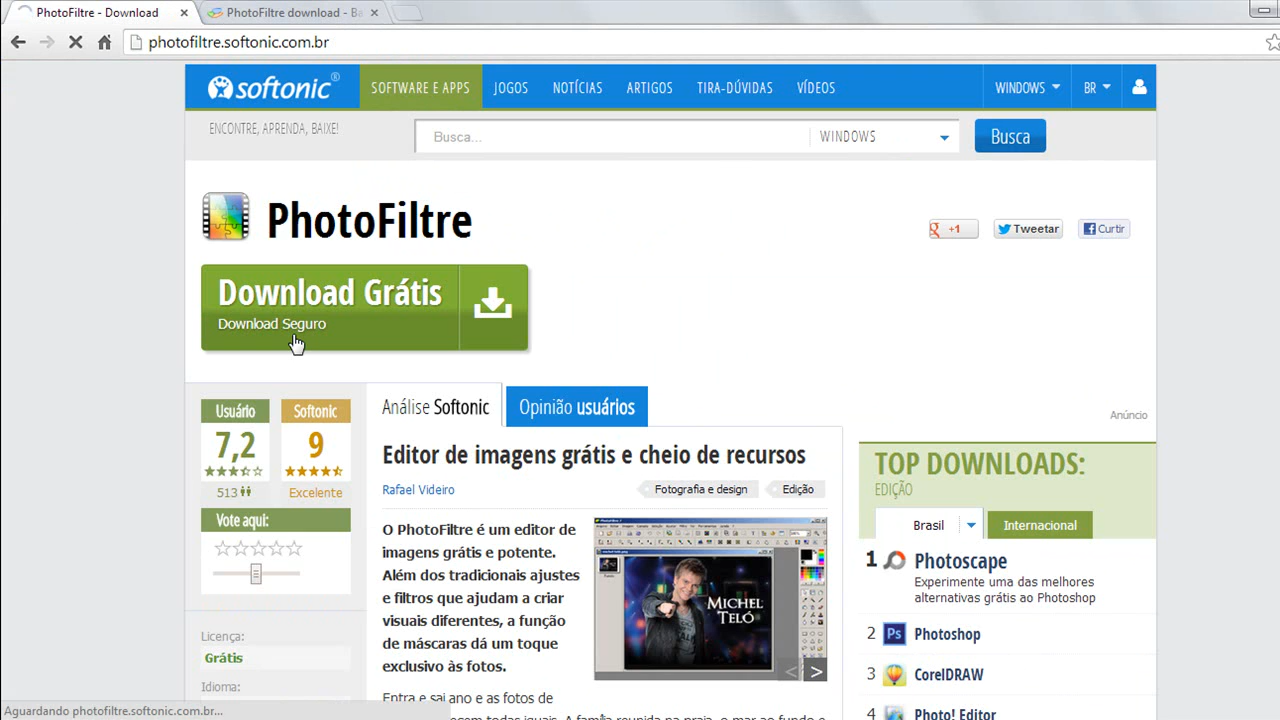 PhotoFiltre - Download
PhotoFiltre download - Ba
photofiltre.softonic.com.br
softonic
SOFTWARE E APPS
JOGOS
NOTÍCIAS
ARTIGOS
TIRA-DÚVIDAS
VÍDEOS
WINDOWS
BR
ENCONTRE, APRENDA, BAIXE!
Busca...
WINDOWS
Busca
PhotoFiltre
+1
Tweetar
Curtir
Download Grátis
Download Seguro
Usuário
7,2
513
Softonic
9
Excelente
Vote aqui:
Licença:
Grátis
Idioma:
Análise Softonic
Opinião usuários
Editor de imagens grátis e cheio de recursos
Rafael Videiro
Fotografia e design
Edição
O PhotoFiltre é um editor de
imagens grátis e potente.
Além dos tradicionais ajustes
e filtros que ajudam a criar
visuais diferentes, a função
de máscaras dá um toque
exclusivo às fotos.
MICHEL
TELÓ
Entra e sai ano e as fotos de
Anúncio
TOP DOWNLOADS:
EDIÇÃO
Brasil
Internacional
1 Photoscape
Experimente uma das melhores
alternativas grátis ao Photoshop
2 Ps Photoshop
3 CorelDRAW
4 Photo! Editor
Aguardando photofiltre.softonic.com.br...